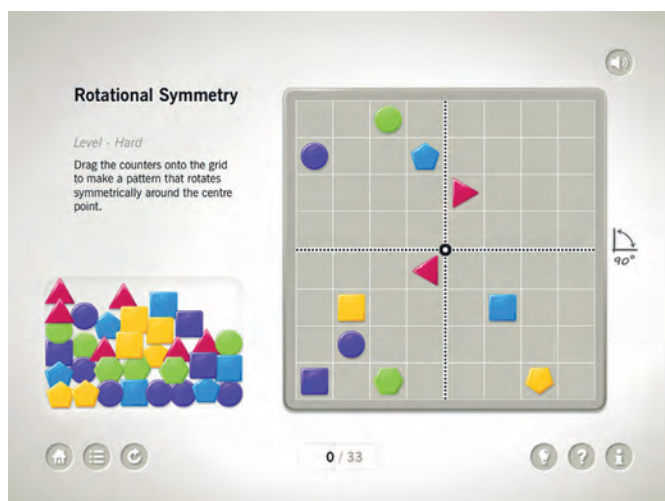 Rotational Symmetry
Level - Hard
Drag the counters onto the grid
to make a pattern that rotates
symmetrically around the centre
point.
90°
0 / 33
?
i